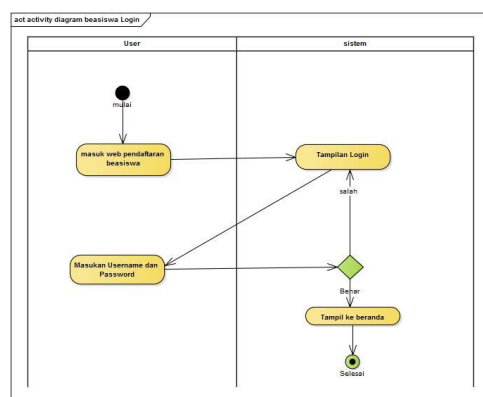 act activity diagram beasiswa Login
User
sistem
mulai
masuk web pendaftaran
beasiswa
Tampilan Login
salah
Masukan Username dan
Password
Benar
Tampil ke beranda
Selesai